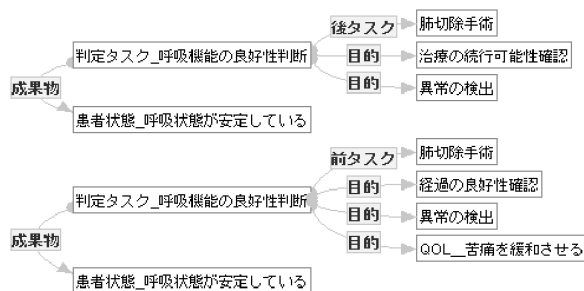 後タスク
肺切除手術
判定タスク_呼吸機能の良好性判断
目的
治療の続行可能性確認
目的
異常の検出
成果物
患者状態_呼吸状態が安定している
前タスク
肺切除手術
判定タスク_呼吸機能の良好性判断
目的
経過の良好性確認
目的
異常の検出
成果物
目的
QOL__苦痛を緩和させる
患者状態_呼吸状態が安定している